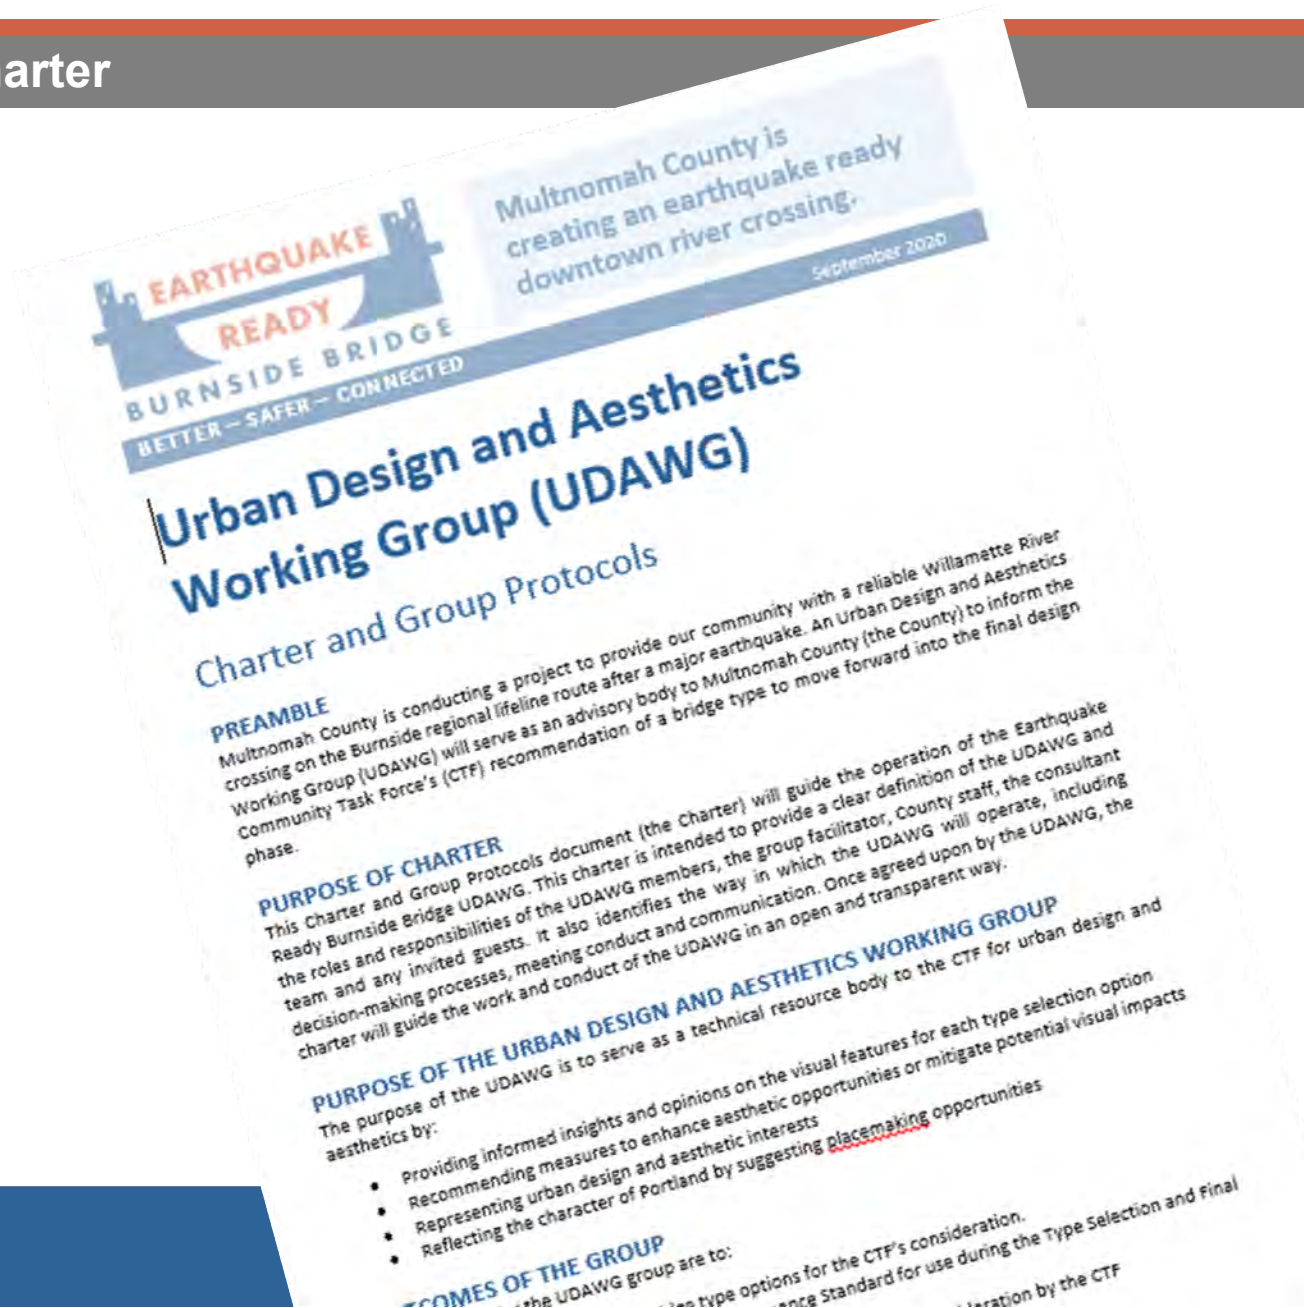 arter
Multnomah County is
creating an earthquake ready
downtown river crossing.
EARTHQUAKE
READY
BURNSIDE BRIDGE
BETTER – SAFER – CONNECTED
September 2020
Urban Design and Aesthetics
Working Group (UDAWG)
Charter and Group Protocols
PREAMBLE
Multnomah County is conducting a project to provide our community with a reliable Willamette River
crossing on the Burnside regional lifeline route after a major earthquake. An Urban Design and Aesthetics
Working Group (UDAWG) will serve as an advisory body to Multnomah County (the County) to inform the
Community Task Force's (CTF) recommendation of a bridge type to move forward into the final design
phase.
PURPOSE OF CHARTER
This Charter and Group Protocols document (the Charter) will guide the operation of the Earthquake
Ready Burnside Bridge UDAWG. This charter is intended to provide a clear definition of the UDAWG and
the roles and responsibilities of the UDAWG members, the group facilitator, County staff, the consultant
team and any invited guests. It also identifies the way in which the UDAWG will operate, including
decision-making processes, meeting conduct and communication. Once agreed upon by the UDAWG, the
charter will guide the work and conduct of the UDAWG in an open and transparent way.
PURPOSE OF THE URBAN DESIGN AND AESTHETICS WORKING GROUP
The purpose of the UDAWG is to serve as a technical resource body to the CTF for urban design and
aesthetics by:
• Providing informed insights and opinions on the visual features for each type selection option
• Recommending measures to enhance aesthetic opportunities or mitigate potential visual impacts
• Representing urban design and aesthetic interests
• Reflecting the character of Portland by suggesting placemaking opportunities
TCOMES OF THE GROUP
the UDAWG group are to:
type options for the CTF's consideration.
Standard for use during the Type Selection and Final
by the CTF